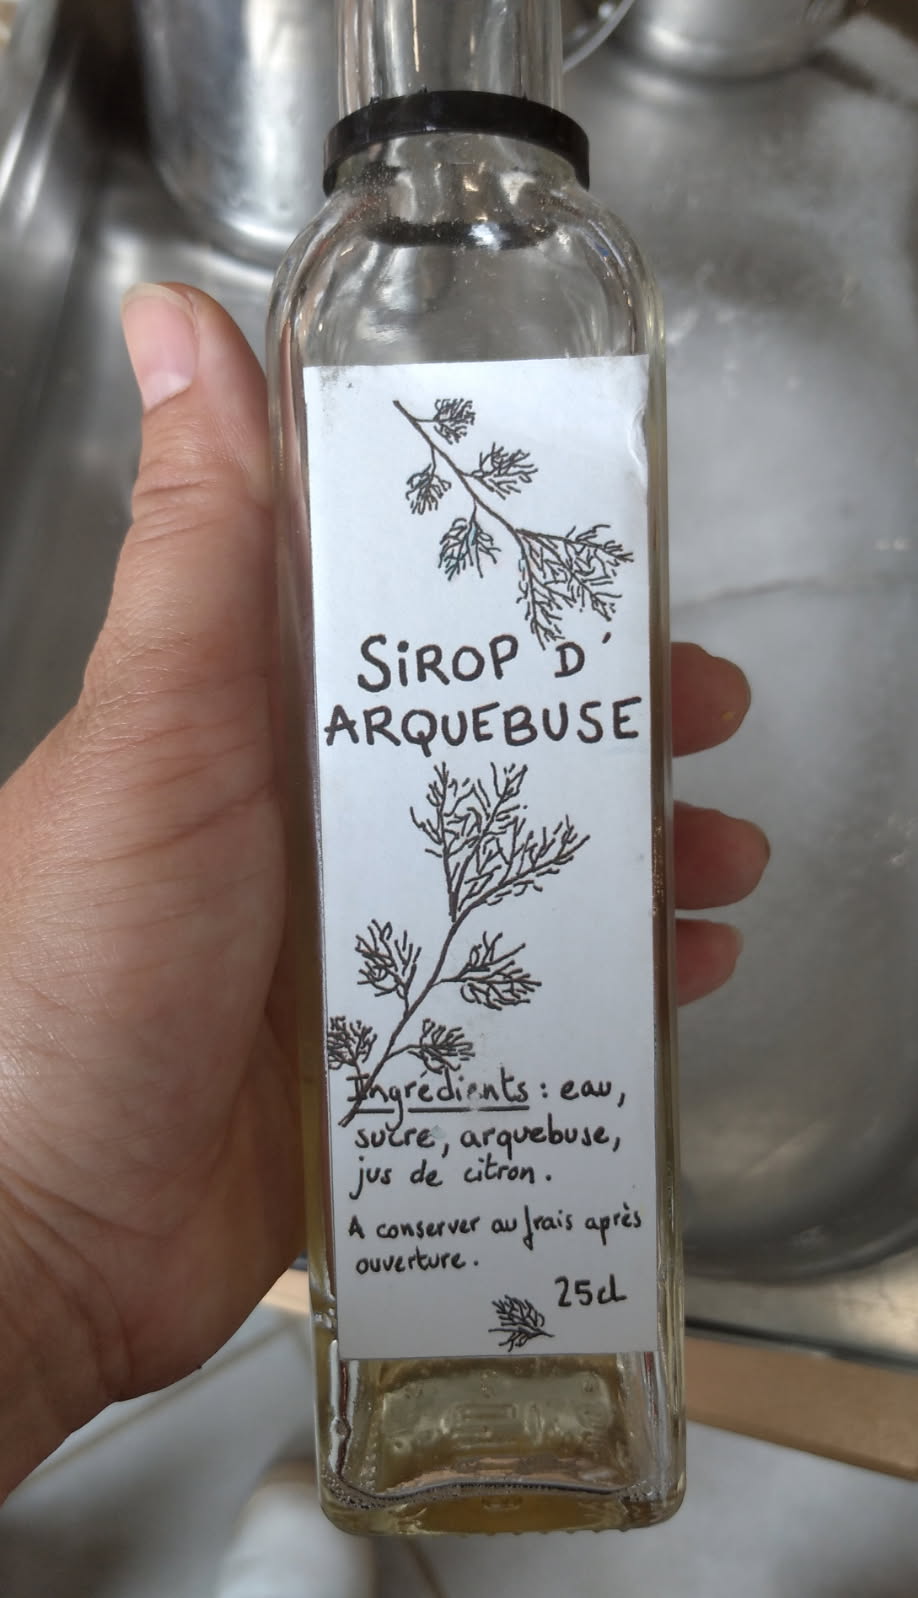 SiROP D'
ARQUEBUSE
Ingrédients : eau,
sucre, arquebuse,
jus de citron.
A conserver au frais après
ouverture.
25cl